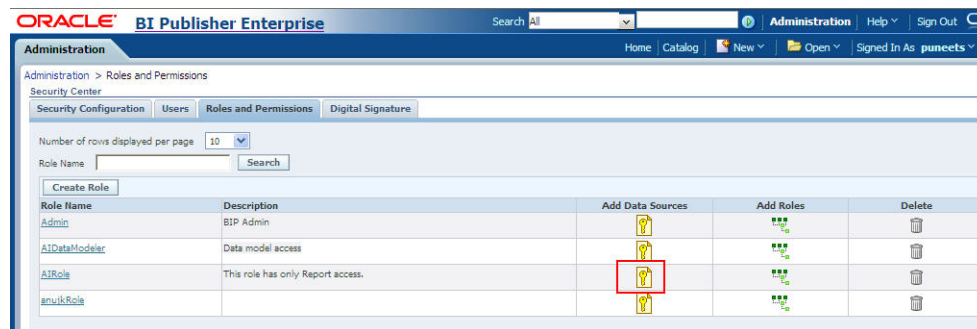 ORACLE BI Publisher Enterprise Search All Administration Help Sign Out
Administration Home Catalog New Open Signed In As puneets
Administration > Roles and Permissions
Security Center
Security Configuration Users Roles and Permissions Digital Signature
Number of rows displayed per page 10
Role Name Search
Create Role
Role Name Description Add Data Sources Add Roles Delete
Admin BIP Admin
AIDataModeler Data model access
AIRole This role has only Report access.
anujkRole